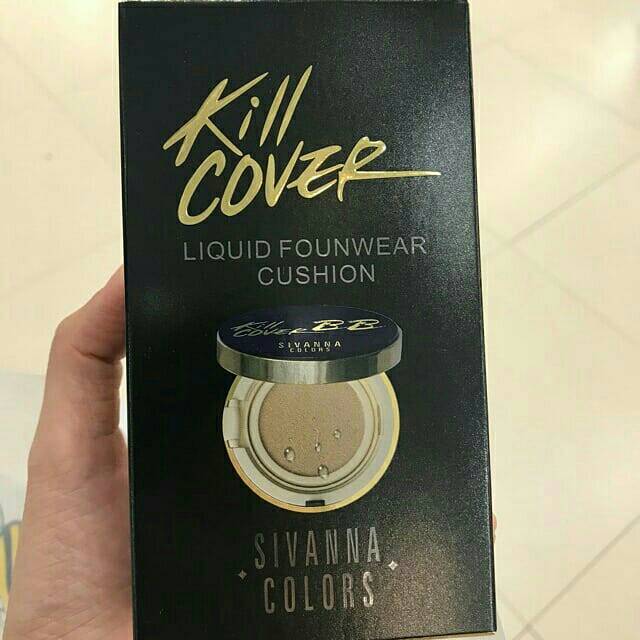 Kill
COVER
LIQUID FOUNWEAR
CUSHION
Kill
COVER BB
SIVANNA
COLORS
SIVANNA
COLORS